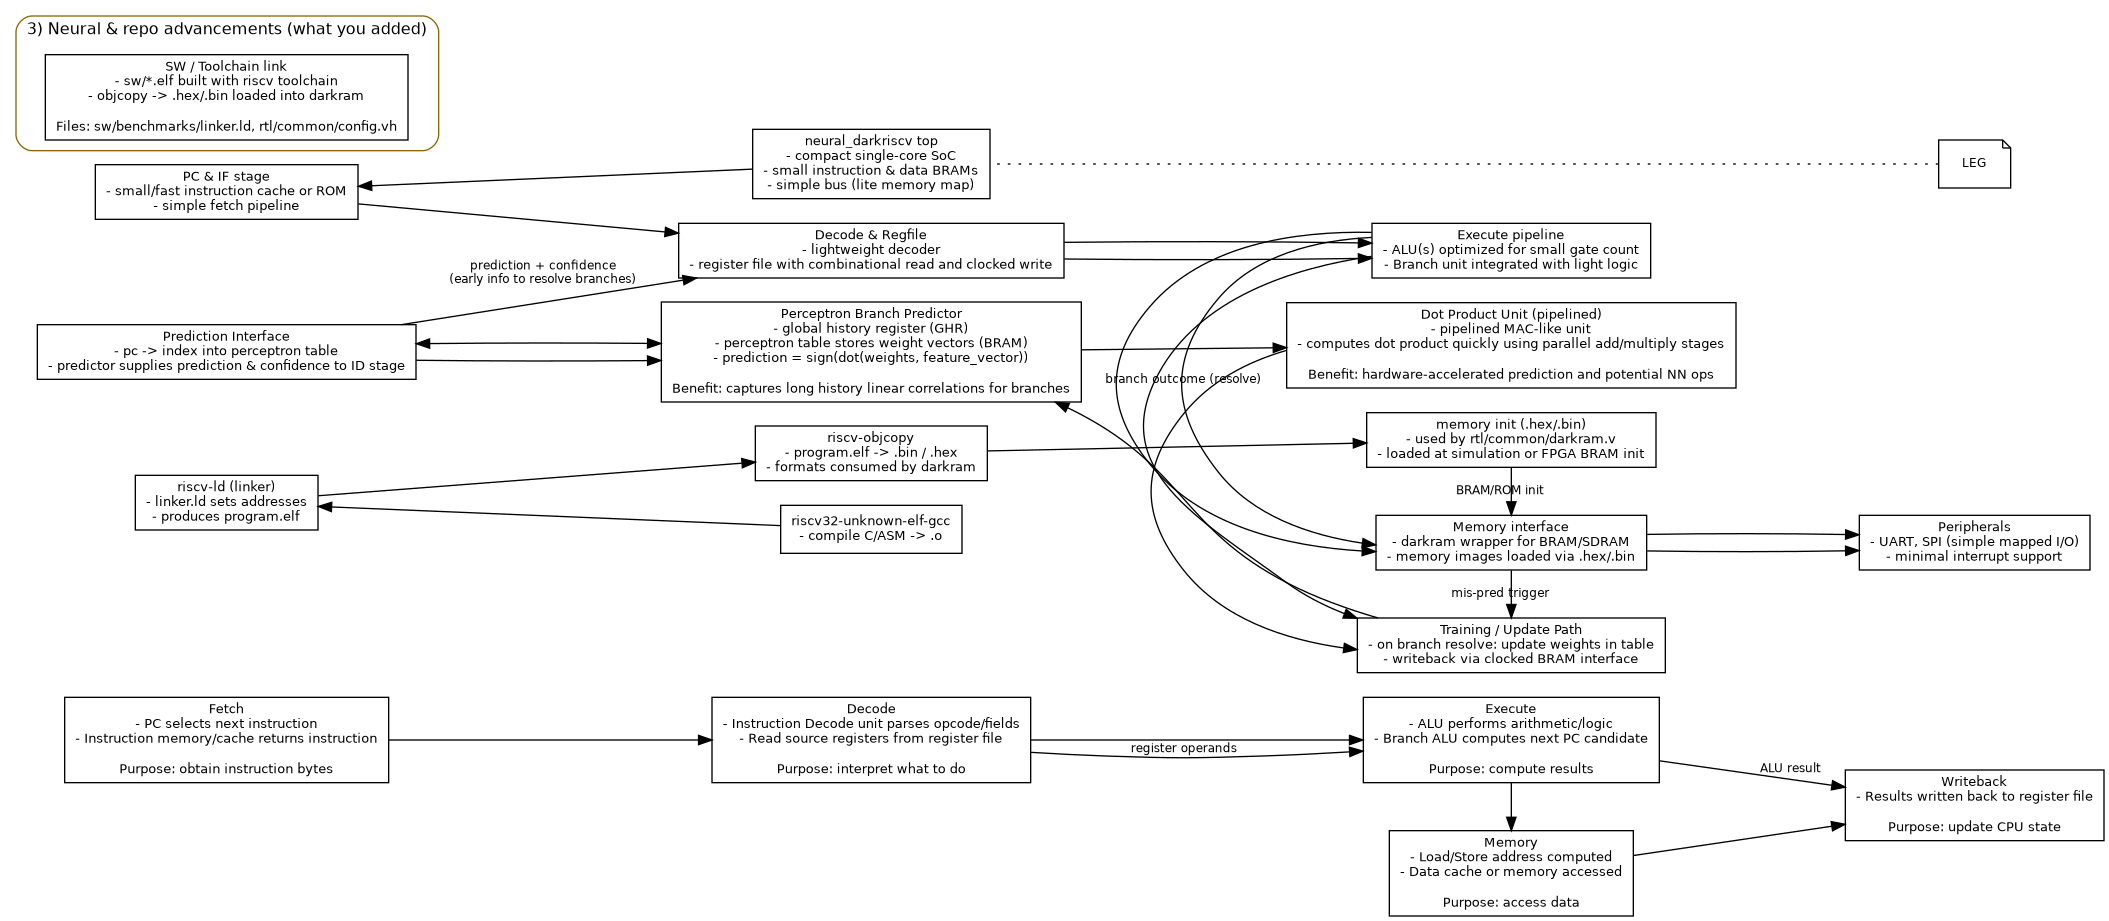 3) Neural & repo advancements (what you added)
SW / Toolchain link
- sw/*.elf built with riscv toolchain
- objcopy -> .hex/.bin loaded into darkram
Files: sw/benchmarks/linker.ld, rtl/common/config.vh
neural_darkriscv top
- compact single-core SoC
- small instruction & data BRAMs
- simple bus (lite memory map)
LEG
PC & IF stage
- small/fast instruction cache or ROM
- simple fetch pipeline
Decode & Regfile
- lightweight decoder
- register file with combinational read and clocked write
Execute pipeline
- ALU(s) optimized for small gate count
- Branch unit integrated with light logic
prediction + confidence
(early info to resolve branches)
Prediction Interface
- pc -> index into perceptron table
- predictor supplies prediction & confidence to ID stage
Perceptron Branch Predictor
- global history register (GHR)
- perceptron table stores weight vectors (BRAM)
- prediction = sign(dot(weights, feature_vector))
Benefit: captures long history linear correlations for branches
Dot Product Unit (pipelined)
- pipelined MAC-like unit
- computes dot product quickly using parallel add/multiply stages
Benefit: hardware-accelerated prediction and potential NN ops
branch outcome (resolve)
riscv-objcopy
- program.elf -> .bin / .hex
- formats consumed by darkram
memory init (.hex/.bin)
- used by rtl/common/darkram.v
- loaded at simulation or FPGA BRAM init
riscv-ld (linker)
- linker.ld sets addresses
- produces program.elf
BRAM/ROM init
riscv32-unknown-elf-gcc
- compile C/ASM -> .o
Memory interface
- darkram wrapper for BRAM/SDRAM
- memory images loaded via .hex/.bin
Peripherals
- UART, SPI (simple mapped I/O)
- minimal interrupt support
mis-pred trigger
Training / Update Path
- on branch resolve: update weights in table
- writeback via clocked BRAM interface
Fetch
- PC selects next instruction
- Instruction memory/cache returns instruction
Purpose: obtain instruction bytes
Decode
- Instruction Decode unit parses opcode/fields
- Read source registers from register file
Purpose: interpret what to do
register operands
Execute
- ALU performs arithmetic/logic
- Branch ALU computes next PC candidate
Purpose: compute results
ALU result
Writeback
- Results written back to register file
Purpose: update CPU state
Memory
- Load/Store address computed
- Data cache or memory accessed
Purpose: access data